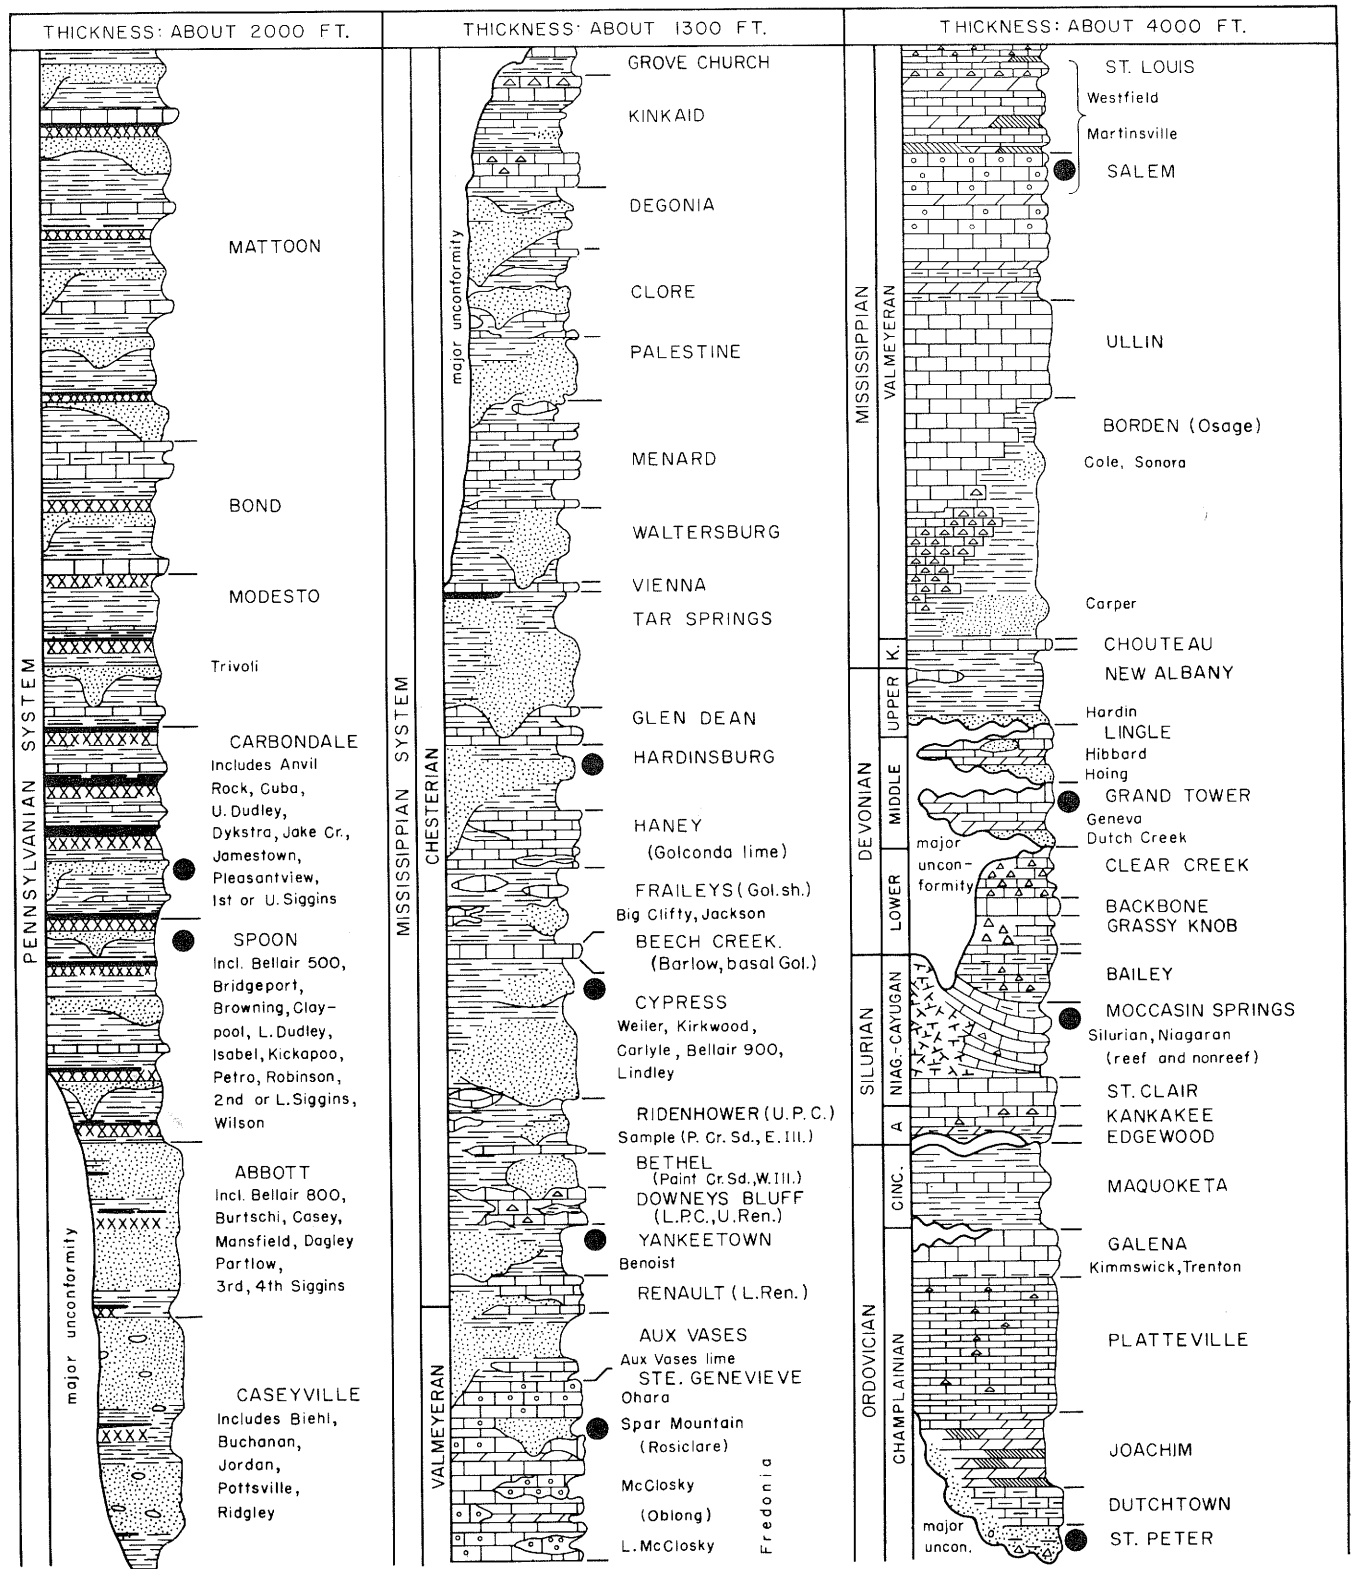 THICKNESS: ABOUT 2000 FT.
PENNSYLVANIAN SYSTEM
MATTOON
BOND
MODESTO
Trivoli
CARBONDALE
Includes Anvil
Rock, Cuba,
U. Dudley,
Dykstra, Jake Cr.,
Jamestown,
Pleasantview,
1st or U. Siggins
SPOON
Incl. Bellair 500,
Bridgeport,
Browning, Clay-
pool, L. Dudley,
Isabel, Kickapoo,
Petro, Robinson,
2nd or L. Siggins,
Wilson
ABBOTT
Incl. Bellair 800,
Burtschi, Casey,
Mansfield, Dagley
Partlow,
3rd, 4th Siggins
major unconformity
CASEYVILLE
Includes Biehl,
Buchanan,
Jordan,
Pottsville,
Ridgley
THICKNESS: ABOUT 1300 FT.
MISSISSIPPIAN SYSTEM
CHESTERIAN
VALMEYERAN
major unconformity
GROVE CHURCH
KINKAID
DEGONIA
CLORE
PALESTINE
MENARD
WALTERSBURG
VIENNA
TAR SPRINGS
GLEN DEAN
HARDINSBURG
HANEY
(Golconda lime)
FRAILEYS (Gol. sh.)
Big Clifty, Jackson
BEECH CREEK.
(Barlow, basal Gol.)
CYPRESS
Weiler, Kirkwood,
Carlyle, Bellair 900,
Lindley
RIDENHOWER (U.P.C.)
Sample (P. Cr. Sd., E. Ill.)
BETHEL
(Paint Cr. Sd., W. Ill.)
DOWNEYS BLUFF
(L.P.C., U. Ren.)
YANKEETOWN
Benoist
RENAULT (L. Ren.)
AUX VASES
Aux Vases lime
STE. GENEVIEVE
Ohara
Spar Mountain
(Rosiclare)
McClosky
(Oblong)
L. McClosky
Fredonia
THICKNESS: ABOUT 4000 FT.
MISSISSIPPIAN
VALMEYERAN
K.
DEVONIAN
UPPER
MIDDLE
LOWER
SILURIAN
NIAG.-CAYUGAN
A
ORDOVICIAN
CINC.
CHAMPLAINIAN
ST. LOUIS
Westfield
Martinsville
SALEM
ULLIN
BORDEN (Osage)
Cole, Sonora
Carper
CHOUTEAU
NEW ALBANY
Hardin
LINGLE
Hibbard
Hoing
GRAND TOWER
Geneva
Dutch Creek
major
uncon-
formity
CLEAR CREEK
BACKBONE
GRASSY KNOB
BAILEY
MOCCASIN SPRINGS
Silurian, Niagaran
(reef and nonreef)
ST. CLAIR
KANKAKEE
EDGEWOOD
MAQUOKETA
GALENA
Kimmswick, Trenton
PLATTEVILLE
JOACHIM
DUTCHTOWN
major
uncon.
ST. PETER